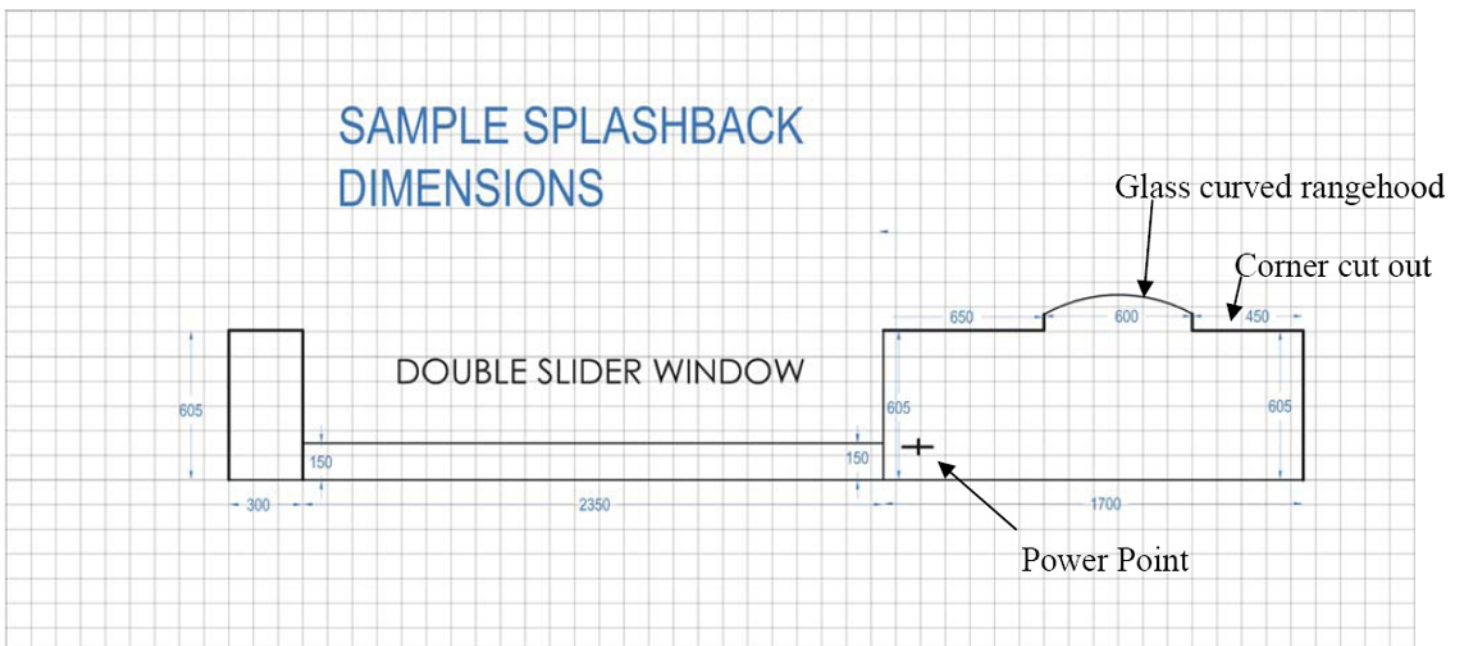 SAMPLE SPLASHBACK
DIMENSIONS
Glass curved rangehood
Corner cut out
650
600
450
DOUBLE SLIDER WINDOW
605
605
605
150
150
300
2350
1700
Power Point